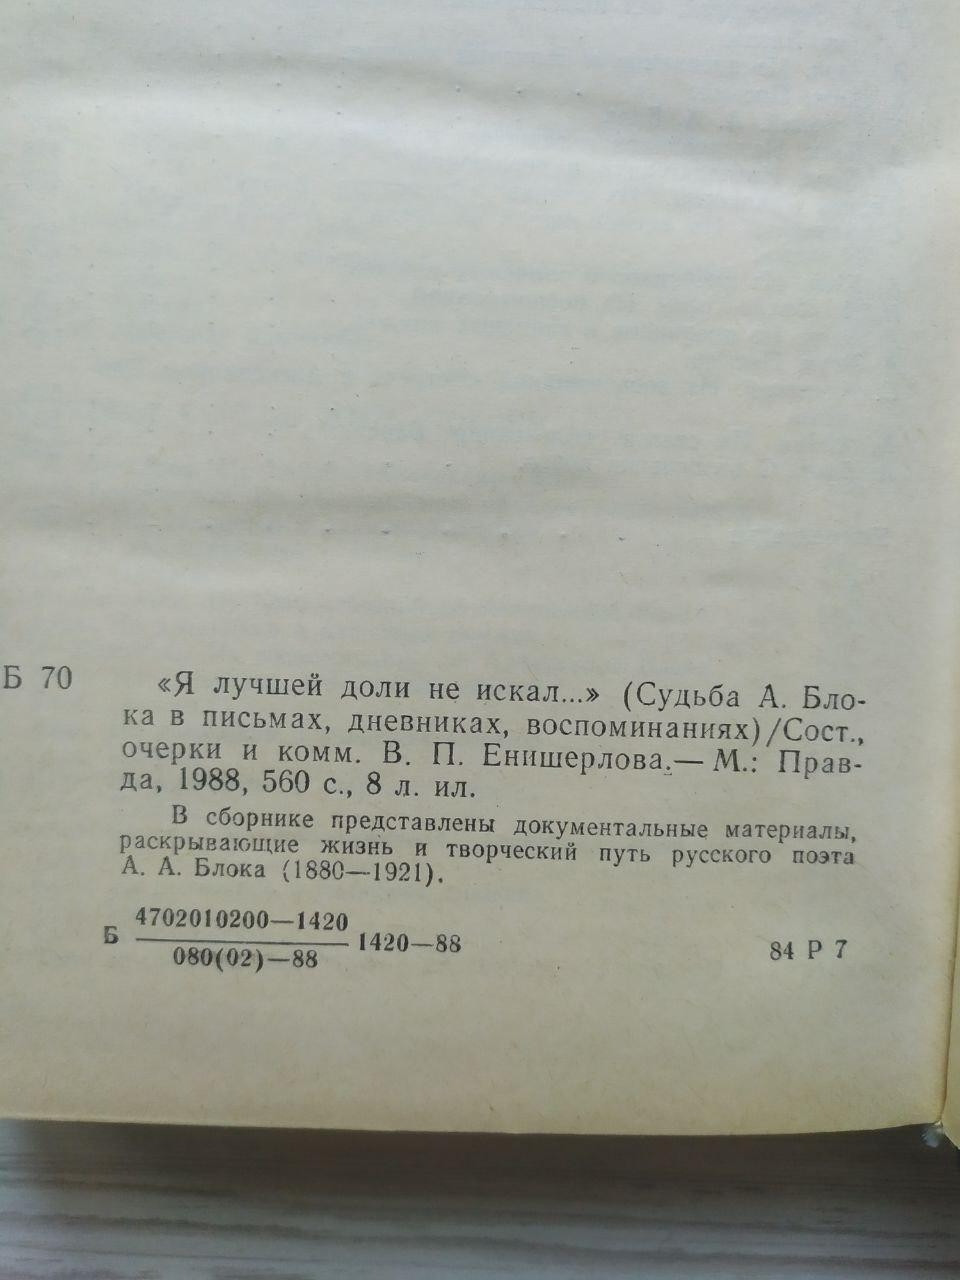 Б 70 «Я лучшей доли не искал...» (Судьба А. Бло-
ка в письмах, дневниках, воспоминаниях)/Сост.,
очерки и комм. В. П. Енишерлова.— М.: Прав-
да, 1988, 560 с., 8 л. ил.
В сборнике представлены документальные материалы,
раскрывающие жизнь и творческий путь русского поэта
А. А. Блока (1880—1921).
4702010200—1420
Б 1420—88 84 Р 7
080(02)—88